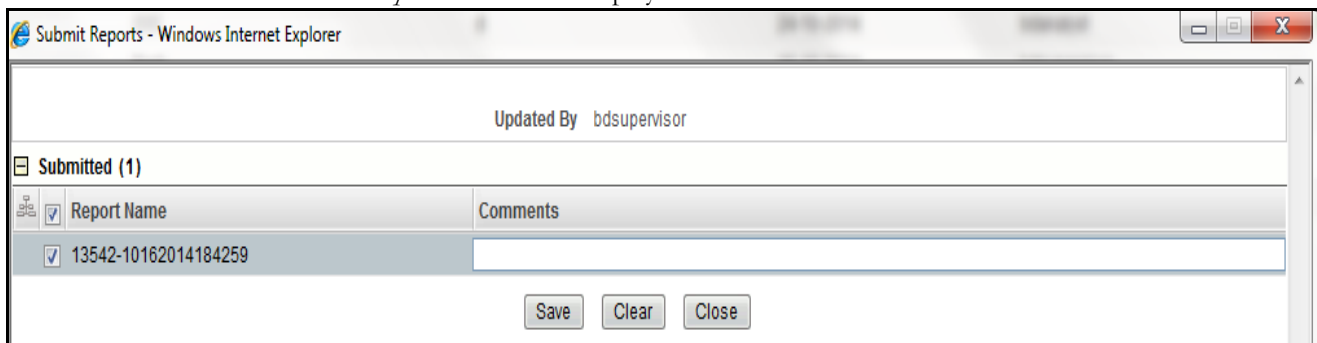 Submit Reports - Windows Internet Explorer
X
Updated By bdsupervisor
Submitted (1)
Report Name Comments
13542-10162014184259
Save Clear Close